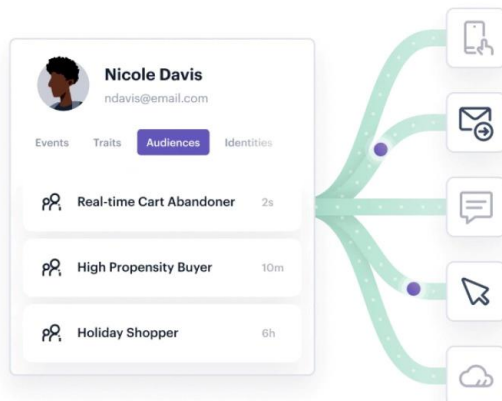 Nicole Davis
ndavis@email.com
Events Traits Audiences Identities
Real-time Cart Abandoner 2s
High Propensity Buyer 10m
Holiday Shopper 6h